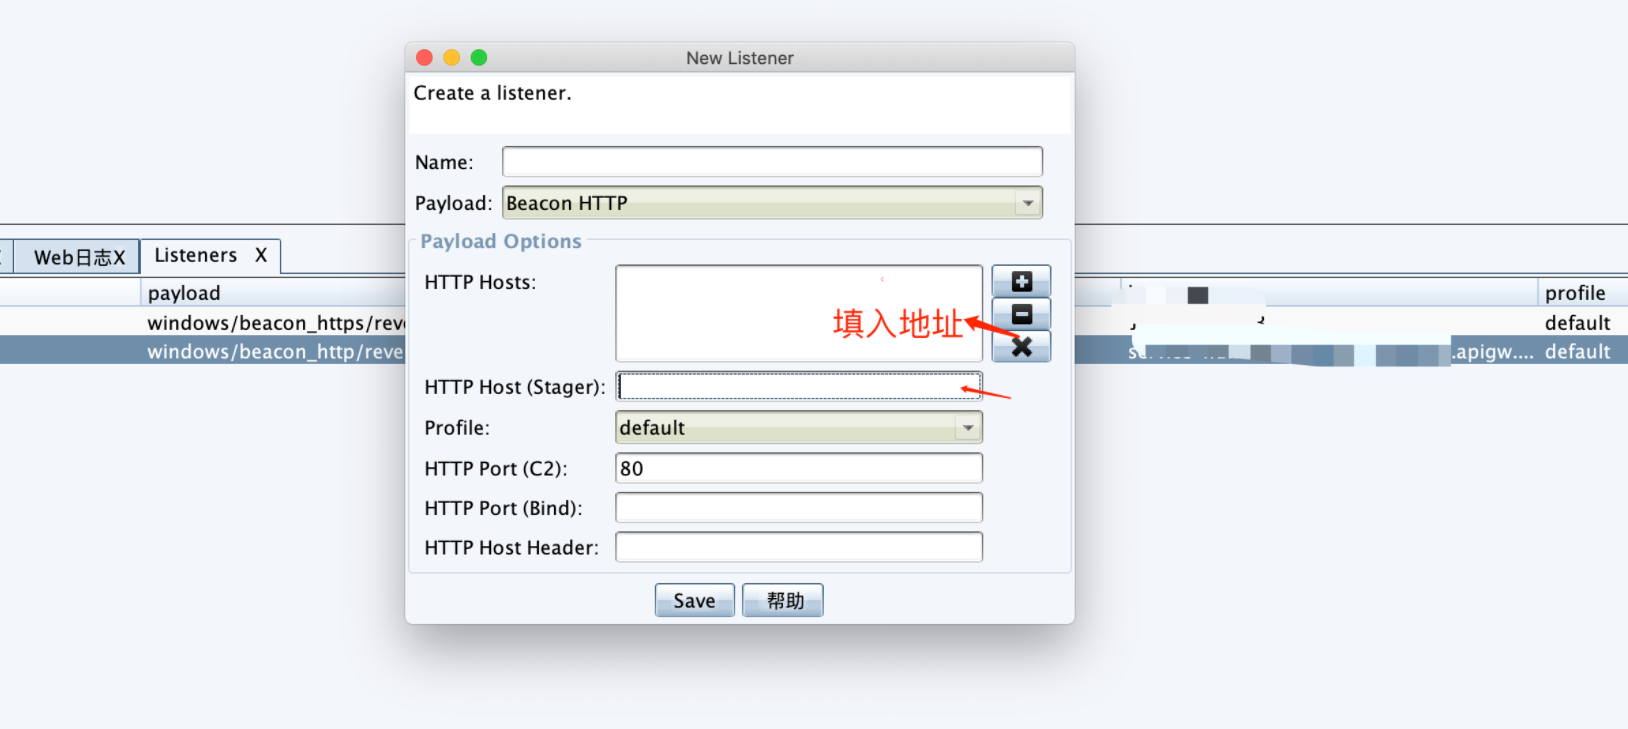 New Listener
Create a listener.
Name:
Payload: Beacon HTTP
Payload Options
Web日志X
Listeners X
HTTP Hosts:
填入地址
payload
profile
windows/beacon_https/reve
default
windows/beacon_http/reve
.apigw.... default
HTTP Host (Stager):
Profile: default
HTTP Port (C2): 80
HTTP Port (Bind):
HTTP Host Header:
Save 帮助